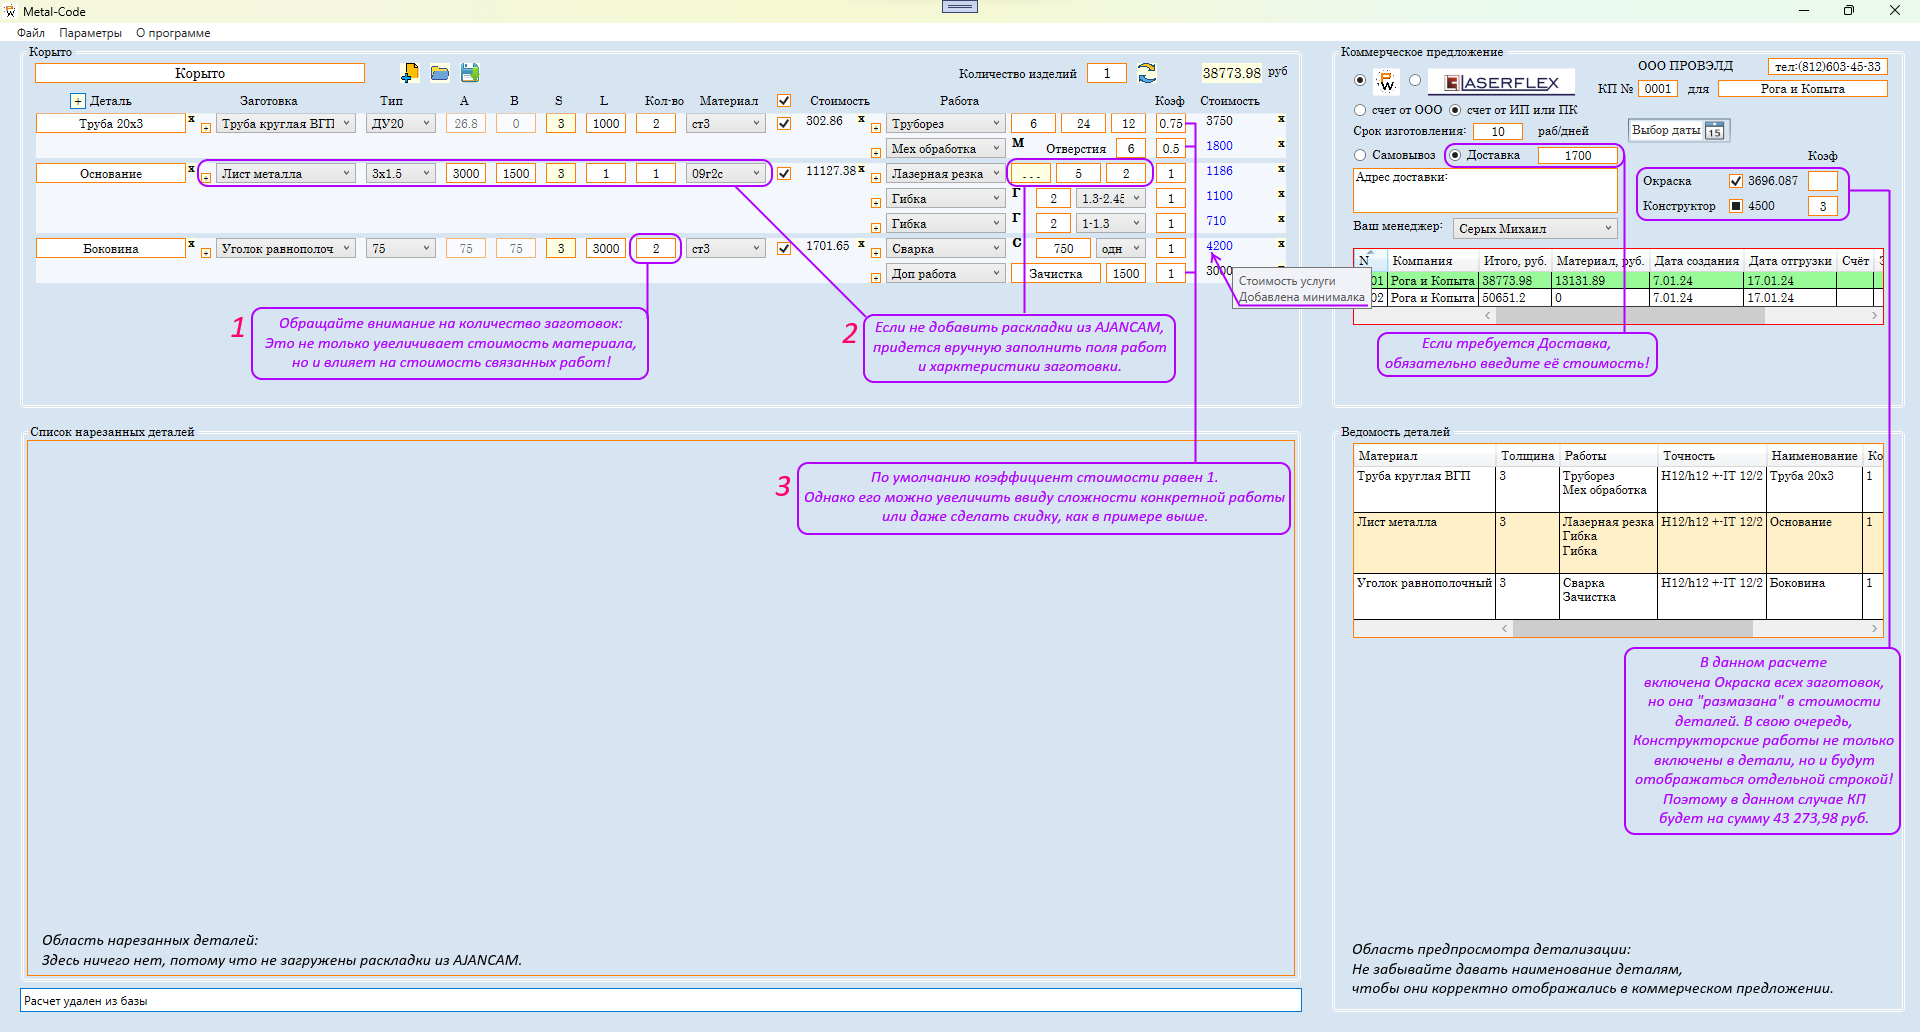 Metal-Code
Файл Параметры О программе
Корыто
Корыто
Количество изделий 1 38773.98 руб
+ Деталь Заготовка Тип A B S L Кол-во Материал Стоимость Работа Коэф Стоимость
Труба 20х3 x + Труба круглая ВГП ДУ20 26.8 0 3 1000 2 ст3 302.86 x + Труборез 6 24 12 0.75 3750 x
+ Мех обработка М Отверстия 6 0.5 1800 x
Основание x + Лист металла 3х1.5 3000 1500 3 1 1 09г2с 11127.38 x + Лазерная резка ... 5 2 1 1186 x
+ Гибка Г 2 1.3-2.45 1 1100 x
+ Гибка Г 2 1-1.3 1 710 x
Боковина x + Уголок равнополоч 75 75 75 3 3000 2 ст3 1701.65 x + Сварка С 750 одн 1 4200 x
+ Доп работа Зачистка 1500 1 3000
Стоимость услуги
Добавлена минималка
1
Обращайте внимание на количество заготовок:
Это не только увеличивает стоимость материала,
но и влияет на стоимость связанных работ!
2
Если не добавить раскладки из AJANCAM,
придется вручную заполнить поля работ
и харктеристики заготовки.
3
По умолчанию коэффициент стоимости равен 1.
Однако его можно увеличить ввиду сложности конкретной работы
или даже сделать скидку, как в примере выше.
Коммерческое предложение
PW LASERFLEX
ООО ПРОВЭЛД тел:(812)603-45-33
КП № 0001 для Рога и Копыта
счет от ООО счет от ИП или ПК
Срок изготовления: 10 раб/дней Выбор даты 15
Самовывоз Доставка 1700
Коэф
Адрес доставки:
Окраска 3696.087
Конструктор 4500 3
Ваш менеджер: Серых Михаил
N Компания Итого, руб. Материал, руб. Дата создания Дата отгрузки Счёт
01 Рога и Копыта 38773.98 13131.89 7.01.24 17.01.24
02 Рога и Копыта 50651.2 0 7.01.24 17.01.24
Если требуется Доставка,
обязательно введите её стоимость!
Список нарезанных деталей
Область нарезанных деталей:
Здесь ничего нет, потому что не загружены раскладки из AJANCAM.
Расчет удален из базы
Ведомость деталей
Материал Толщина Работы Точность Наименование Ко
Труба круглая ВГП 3 Труборез H12/h12 +-IT 12/2 Труба 20х3 1
Мех обработка
Лист металла 3 Лазерная резка H12/h12 +-IT 12/2 Основание 1
Гибка
Гибка
Уголок равнополочный 3 Сварка H12/h12 +-IT 12/2 Боковина 1
Зачистка
В данном расчете
включена Окраска всех заготовок,
но она "размазана" в стоимости
деталей. В свою очередь,
Конструкторские работы не только
включены в детали, но и будут
отображаться отдельной строкой!
Поэтому в данном случае КП
будет на сумму 43 273,98 руб.
Область предпросмотра детализации:
Не забывайте давать наименование деталям,
чтобы они корректно отображались в коммерческом предложении.